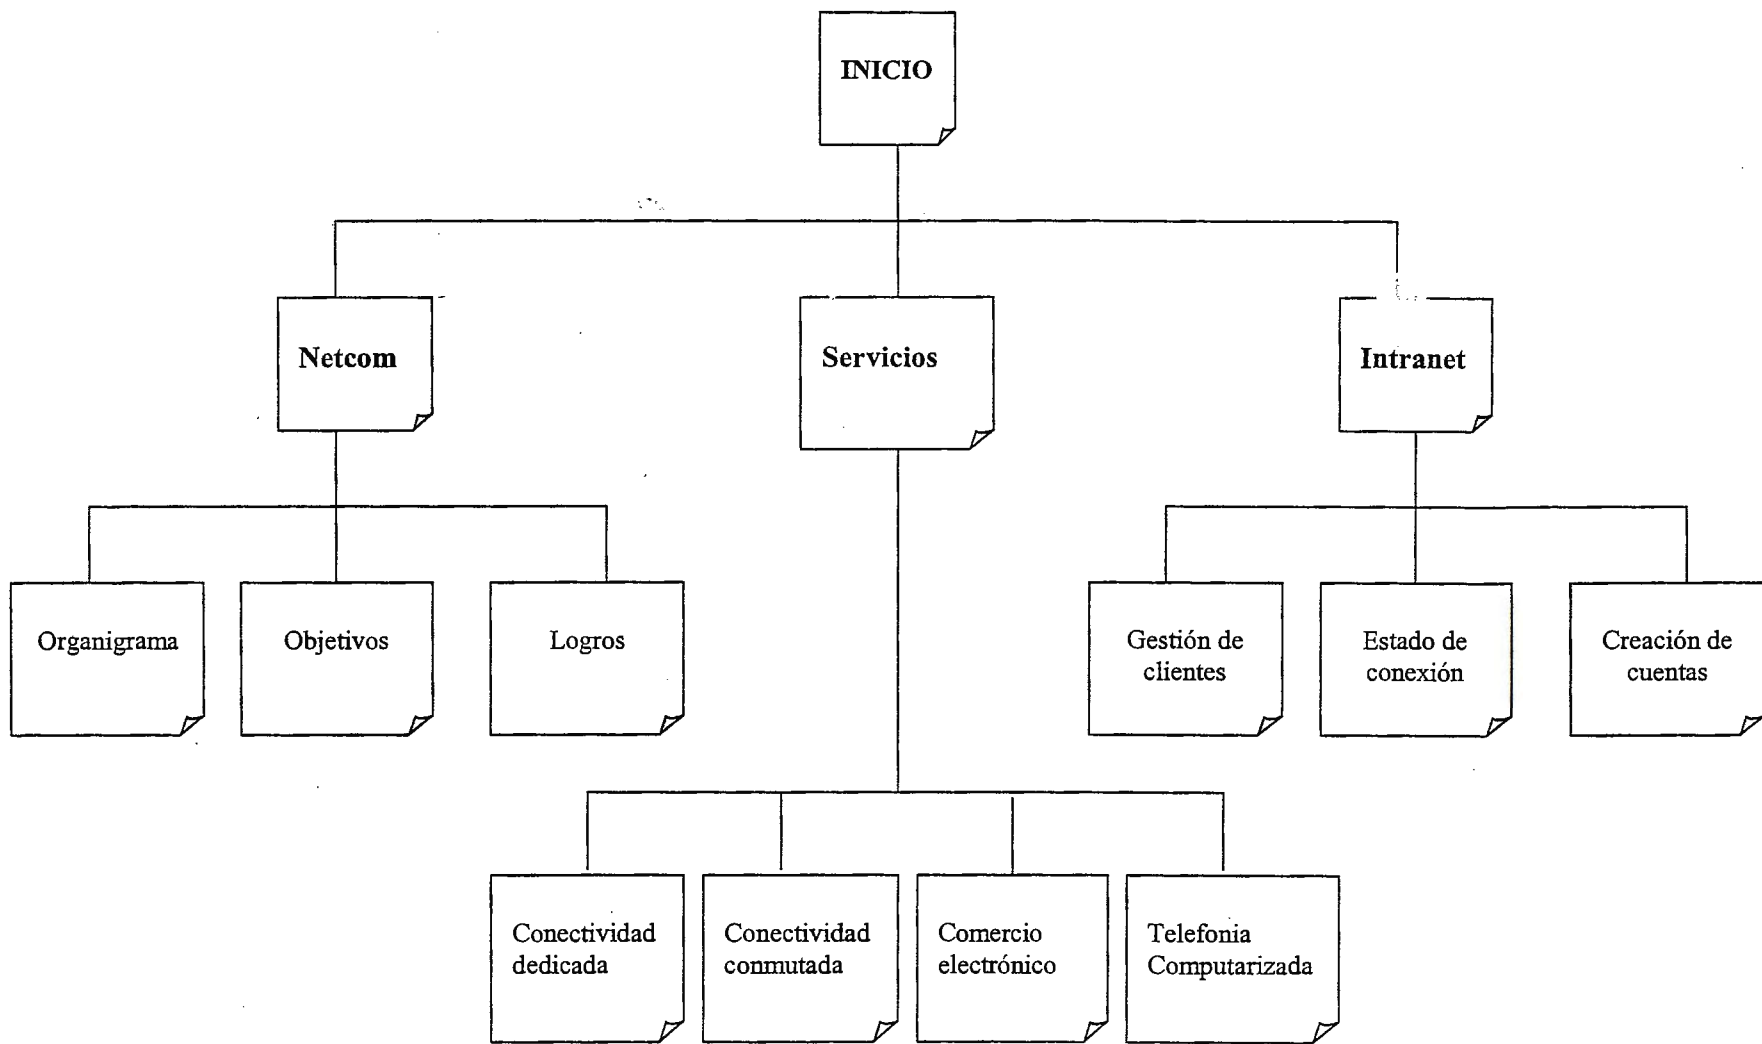 INICIO
Netcom
Servicios
Intranet
Organigrama
Objetivos
Logros
Gestión de
clientes
Estado de
conexión
Creación de
cuentas
Conectividad
dedicada
Conectividad
conmutada
Comercio
electrónico
Telefonia
Computarizada